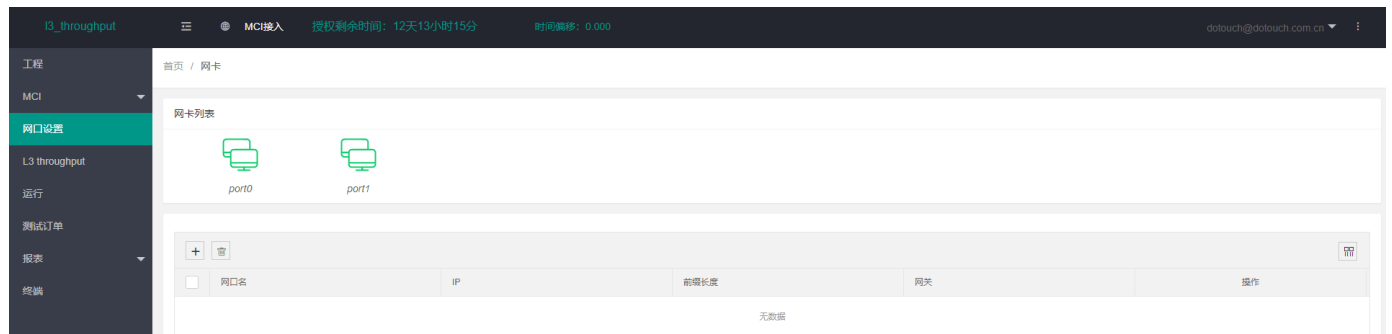 l3_throughput MCI接入 授权剩余时间：12天13小时15分 时间偏移：0.000 dotouch@dotouch.com.cn
工程
首页 / 网卡
MCI
网卡列表
网口设置
L3 throughput
port0 port1
运行
测试订单
报表
网口名 IP 前缀长度 网关 操作
终端
无数据